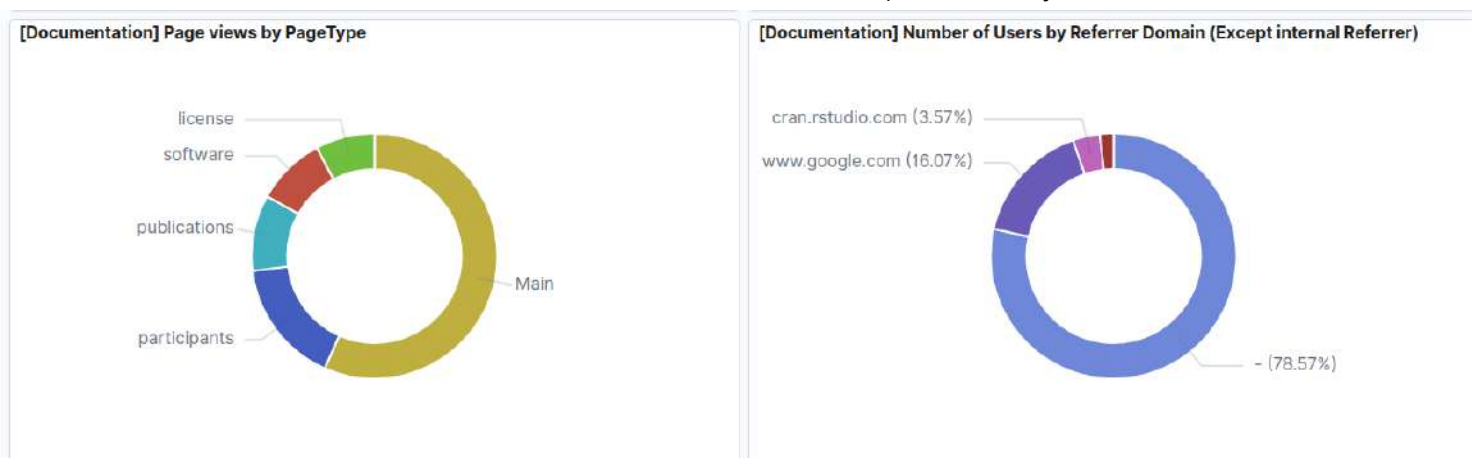 [Documentation] Page views by PageType
license
software
publications
participants
Main
[Documentation] Number of Users by Referrer Domain (Except internal Referrer)
cran.rstudio.com (3.57%)
www.google.com (16.07%)
- (78.57%)